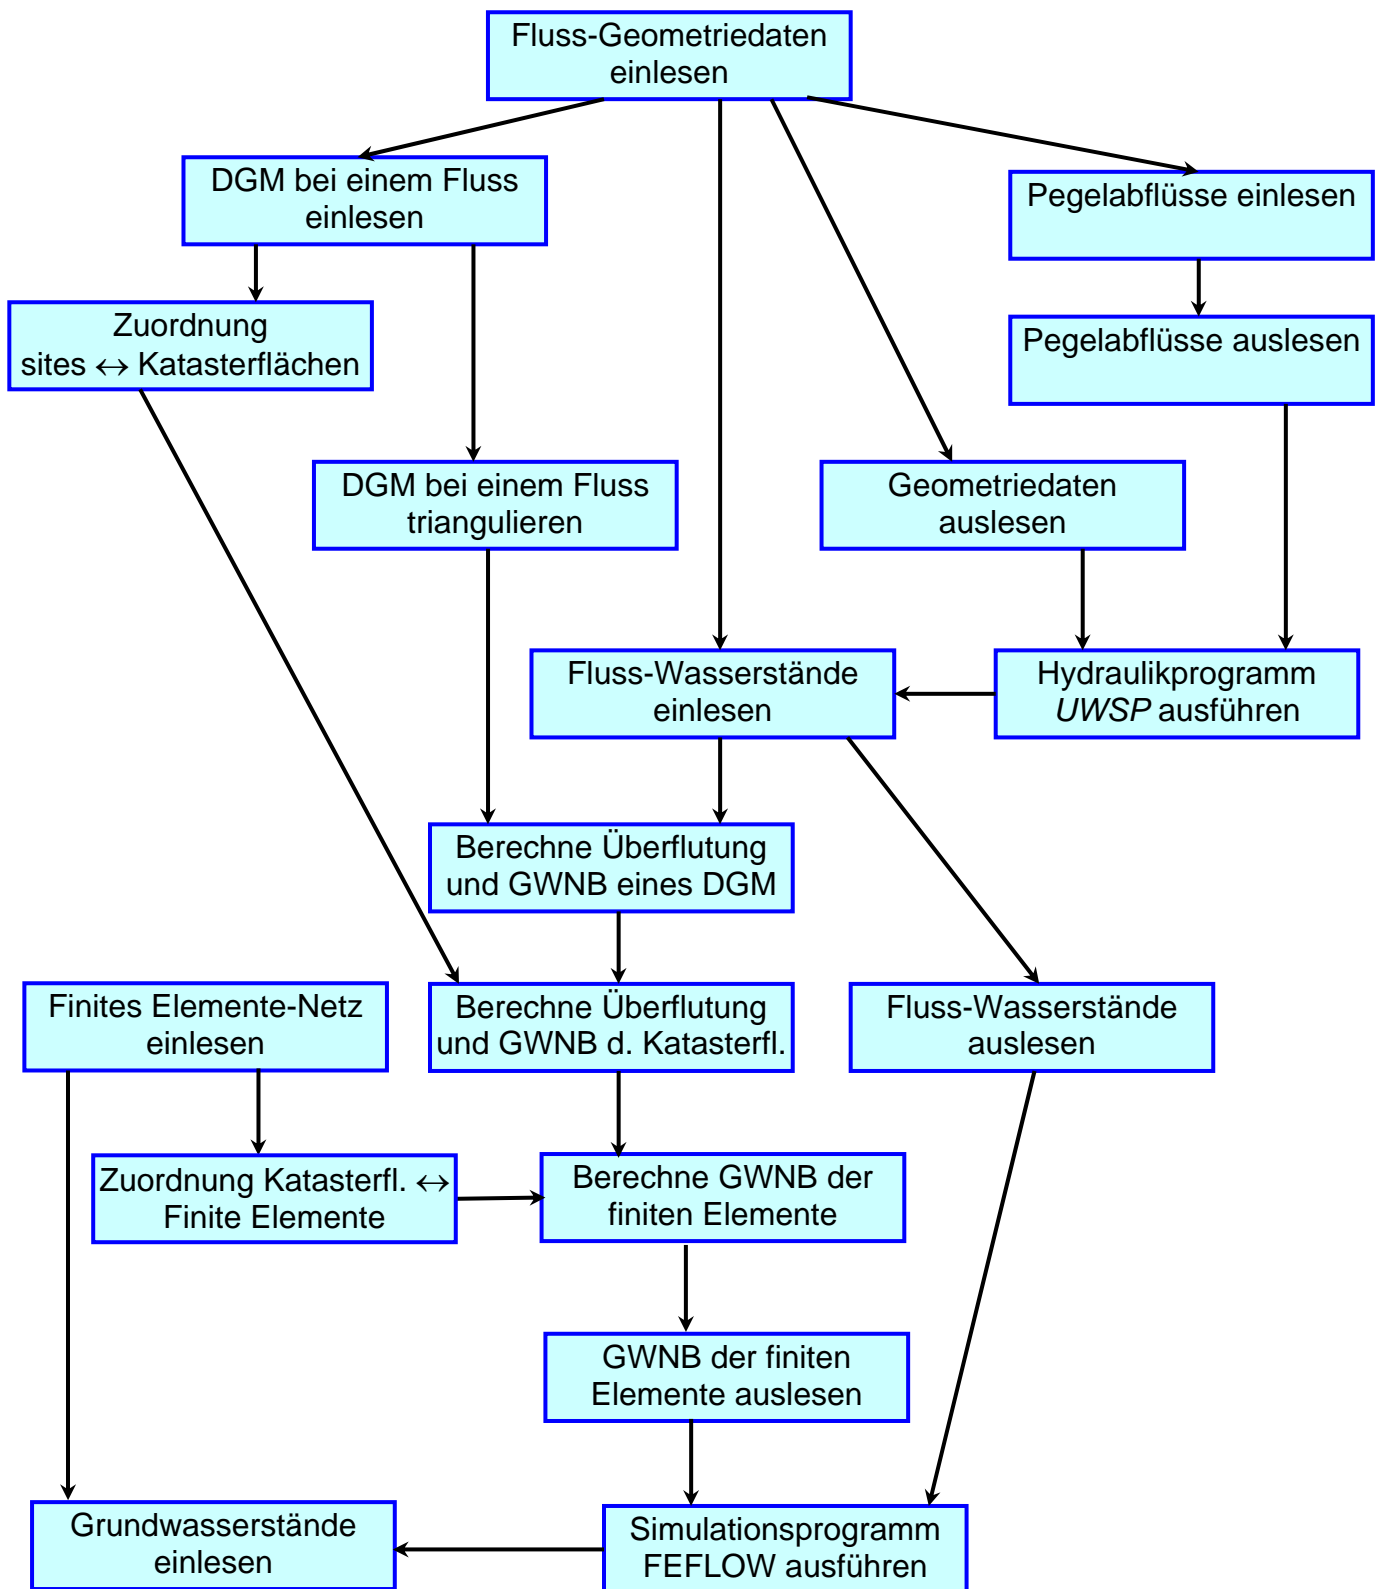 Fluss-Geometriedaten
einlesen
DGM bei einem Fluss
einlesen
Pegelabflüsse einlesen
Zuordnung
sites ↔ Katasterflächen
Pegelabflüsse auslesen
DGM bei einem Fluss
triangulieren
Geometriedaten
auslesen
Fluss-Wasserstände
einlesen
Hydraulikprogramm
UWSP ausführen
Berechne Überflutung
und GWNB eines DGM
Finites Elemente-Netz
einlesen
Berechne Überflutung
und GWNB d. Katasterfl.
Fluss-Wasserstände
auslesen
Zuordnung Katasterfl. ↔
Finite Elemente
Berechne GWNB der
finiten Elemente
GWNB der finiten
Elemente auslesen
Grundwasserstände
einlesen
Simulationsprogramm
FEFLOW ausführen